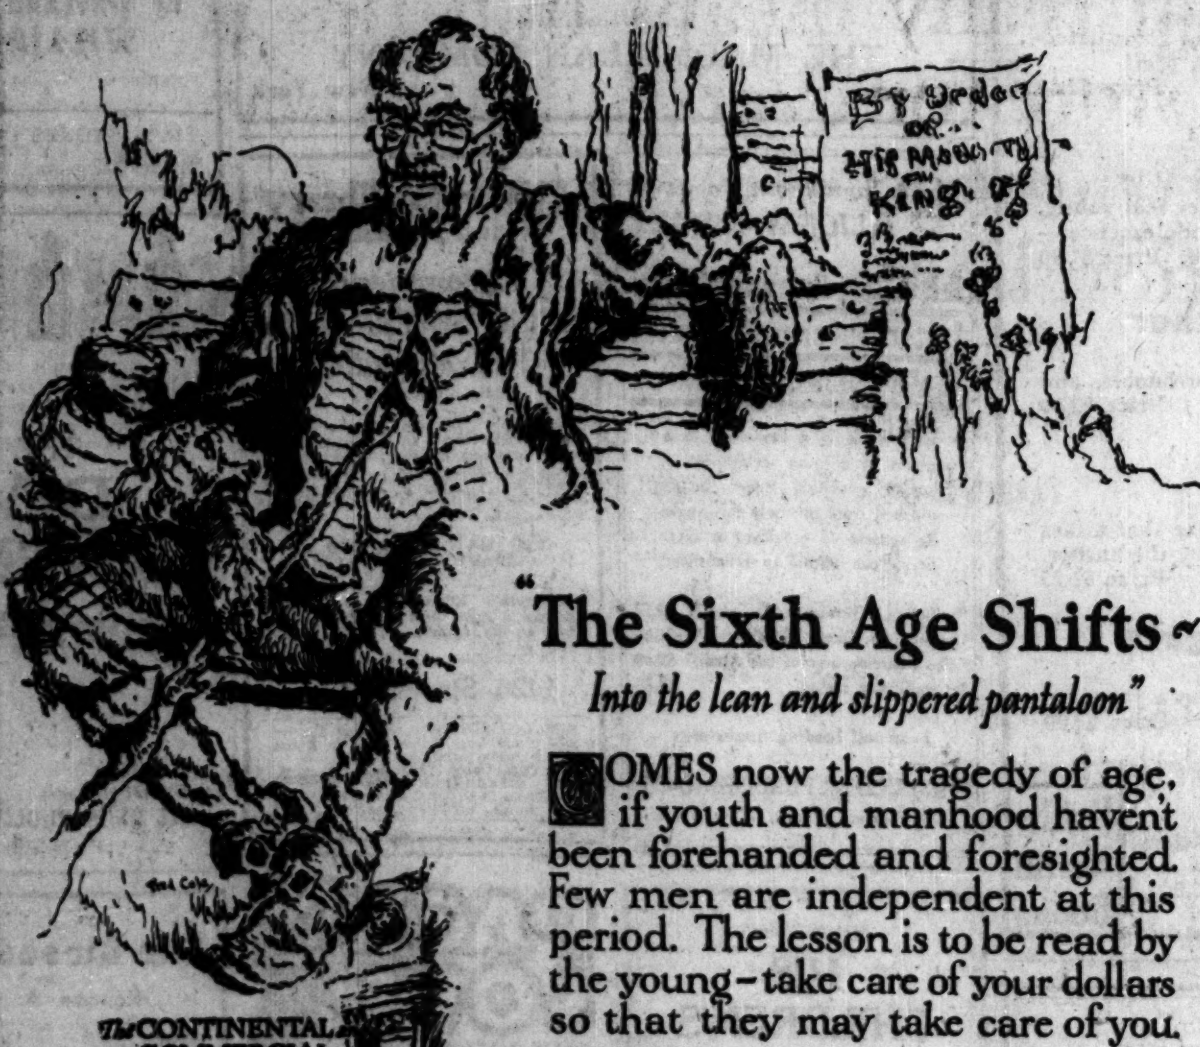 By Order
OF
HIS MAJESTY
KING
"The Sixth Age Shifts~
Into the lean and slippered pantaloon"
COMES now the tragedy of age,
if youth and manhood haven't
been forehanded and foresighted.
Few men are independent at this
period. The lesson is to be read by
the young—take care of your dollars
so that they may take care of you.
Fred Cole
The CONTINENTAL
COMMERCIAL